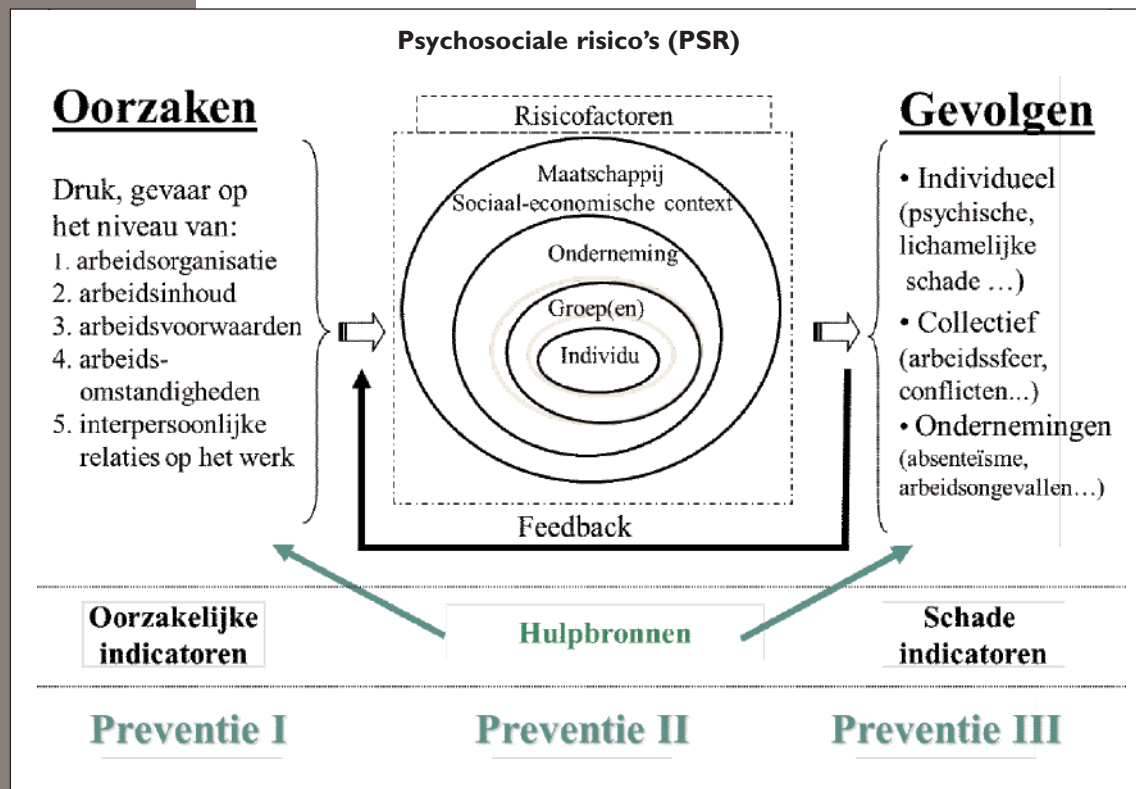 Psychosociale risico's (PSR)
Oorzaken
Druk, gevaar op
het niveau van:
1. arbeidsorganisatie
2. arbeidsinhoud
3. arbeidsvoorwaarden
4. arbeids-
omstandigheden
5. interpersoonlijke
relaties op het werk
Risicofactoren
Maatschappij
Sociaal-economische context
Onderneming
Groep(en)
Individu
Feedback
Gevolgen
• Individueel
(psychische,
lichamelijke
schade …)
• Collectief
(arbeidssfeer,
conflicten...)
• Ondernemingen
(absenteïsme,
arbeidsongevallen…)
Oorzakelijke
indicatoren
Hulpbronnen
Schade
indicatoren
Preventie I
Preventie II
Preventie III